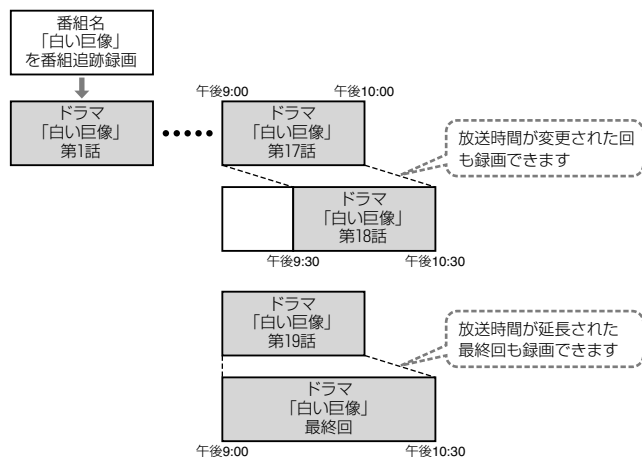 番組名
「白い巨像」
を番組追跡録画
ドラマ
「白い巨像」
第1話
午後9:00
午後10:00
ドラマ
「白い巨像」
第17話
放送時間が変更された回
も録画できます
ドラマ
「白い巨像」
第18話
午後9:30
午後10:30
ドラマ
「白い巨像」
第19話
放送時間が延長された
最終回も録画できます
ドラマ
「白い巨像」
最終回
午後9:00
午後10:30